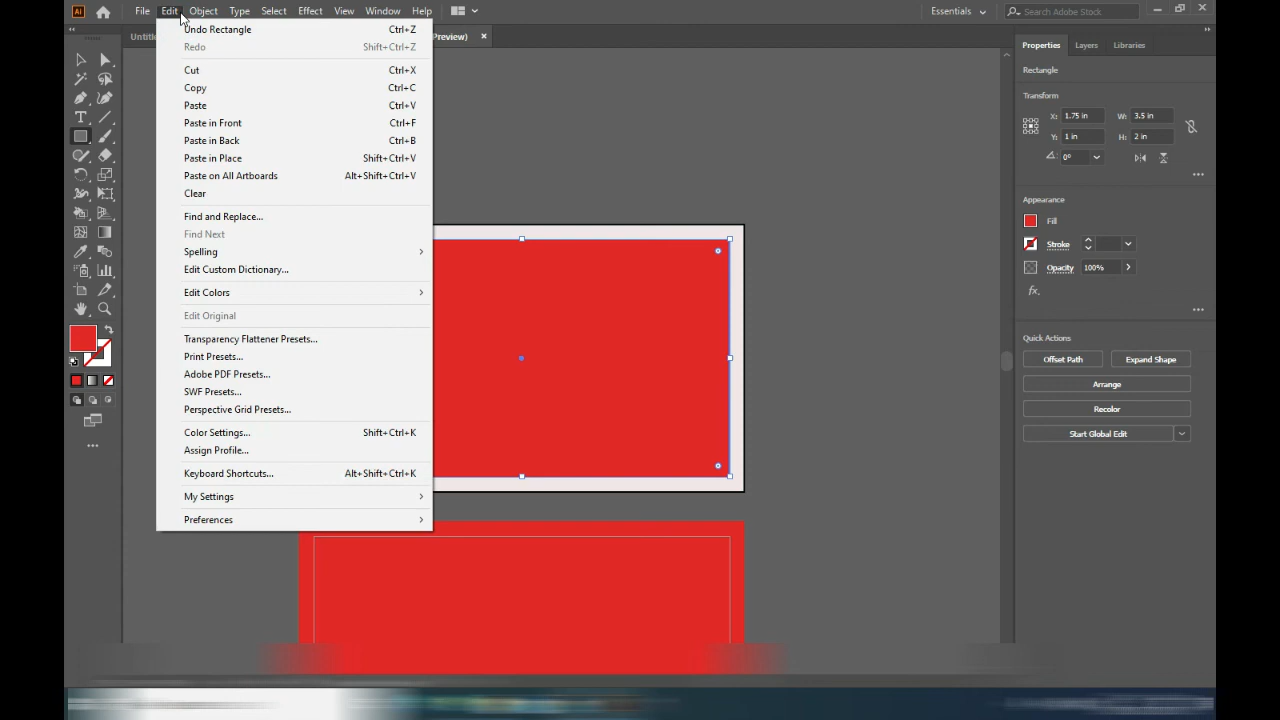 Ai File Edit Object Type Select Effect View Window Help Essentials Search Adobe Stock
Preview)
Undo Rectangle Ctrl+Z
Redo Shift+Ctrl+Z
Cut Ctrl+X
Copy Ctrl+C
Paste Ctrl+V
Paste in Front Ctrl+F
Paste in Back Ctrl+B
Paste in Place Shift+Ctrl+V
Paste on All Artboards Alt+Shift+Ctrl+V
Clear
Find and Replace...
Find Next
Spelling
Edit Custom Dictionary...
Edit Colors
Edit Original
Transparency Flattener Presets...
Print Presets...
Adobe PDF Presets...
SWF Presets...
Perspective Grid Presets...
Color Settings... Shift+Ctrl+K
Assign Profile...
Keyboard Shortcuts... Alt+Shift+Ctrl+K
My Settings
Preferences
Properties Layers Libraries
Rectangle
Transform
X: 1.75 in W: 3.5 in
Y: 1 in H: 2 in
0°
Appearance
Fill
Stroke
Opacity 100%
fx.
Quick Actions
Offset Path Expand Shape
Arrange
Recolor
Start Global Edit